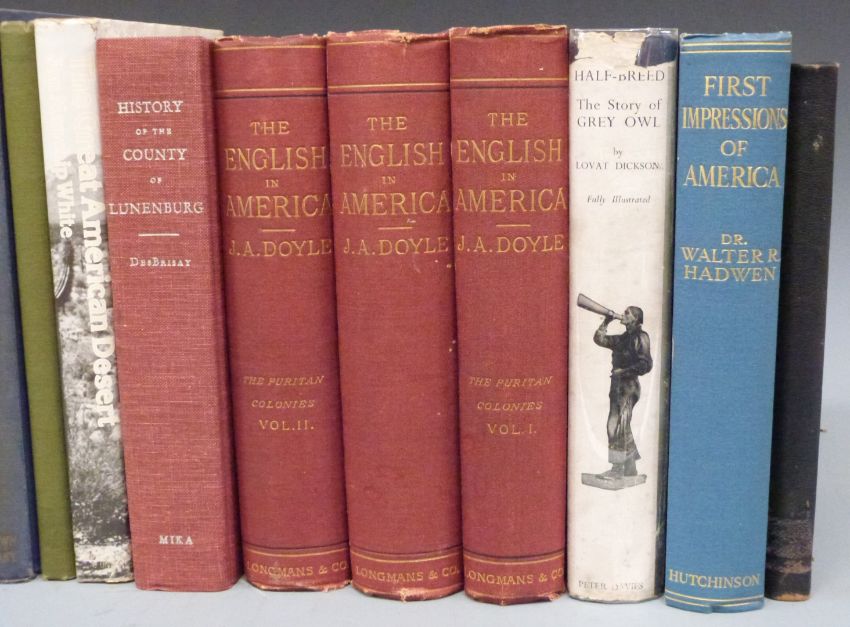 eat American Desert
p White
HISTORY
OF THE
COUNTY
OF
LUNENBURG
DESBRISAY
MIKA
THE
ENGLISH
IN
AMERICA
J.A. DOYLE
THE PURITAN
COLONIES
VOL. II.
LONGMANS & CO
THE
ENGLISH
IN
AMERICA
J.A. DOYLE
LONGMANS & CO.
THE
ENGLISH
IN
AMERICA
J.A. DOYLE
THE PURITAN
COLONIES
VOL. I.
LONGMANS & CO.
HALF-BREED
The Story of
GREY OWL
by
LOVAT DICKSON
Fully Illustrated
PETER DAVIES
FIRST
IMPRESSIONS
OF
AMERICA
DR.
WALTER R.
HADWEN
HUTCHINSON